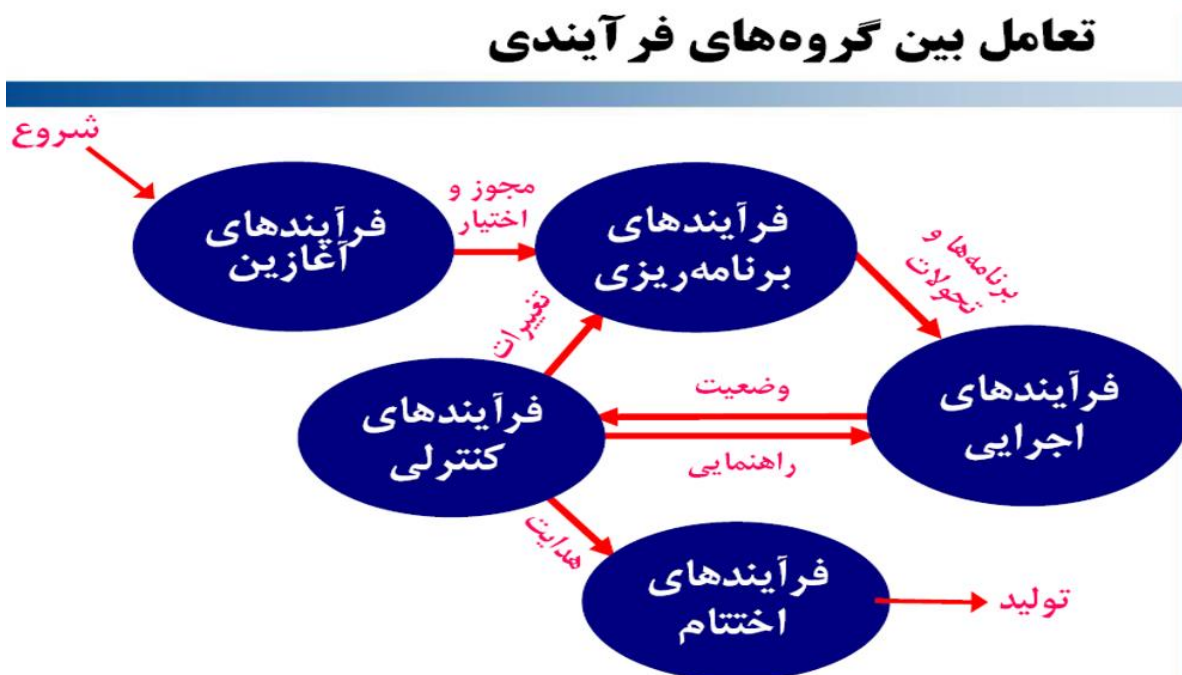 تعامل بین گروه‌های فرآیندی
شروع
فرآیندهای
آغازین
مجوز و
اختیار
فرآیندهای
برنامه‌ریزی
برنامه‌ها و
تحولات
تغییرات
فرآیندهای
کنترلی
وضعیت
راهنمایی
فرآیندهای
اجرایی
هدایت
فرآیندهای
اختتام
تولید